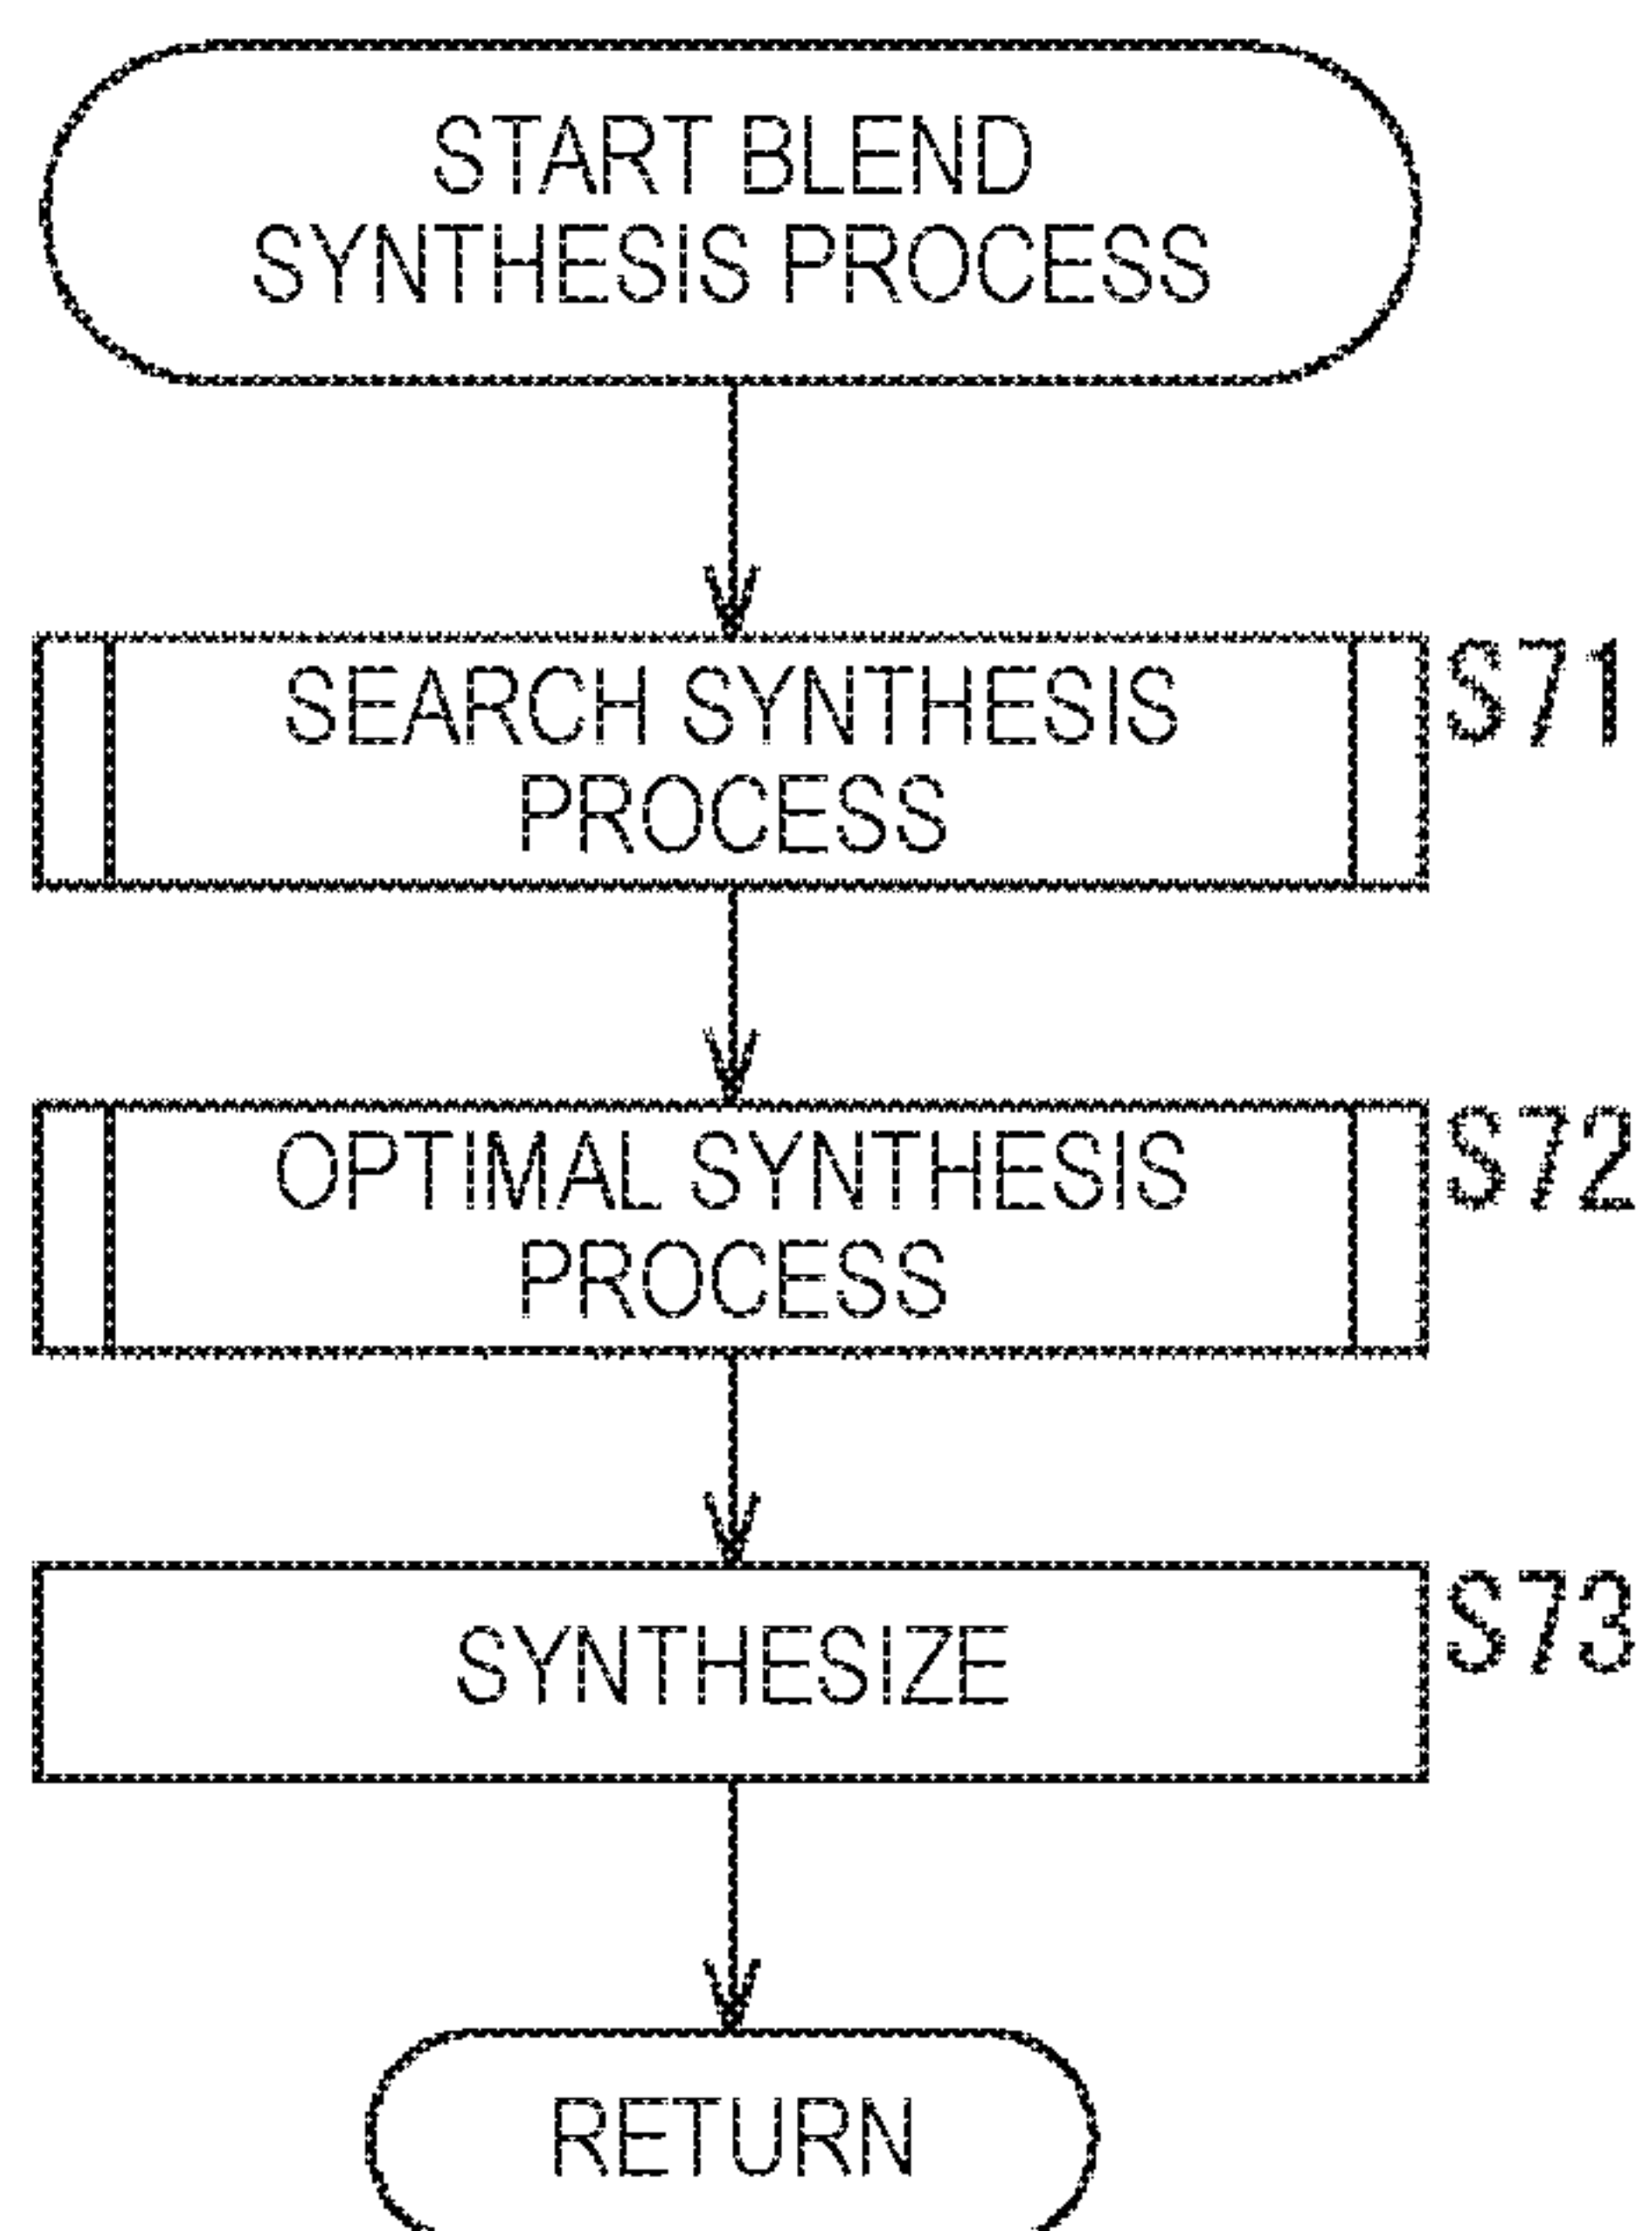 START BLEND
SYNTHESIS PROCESS
SEARCH SYNTHESIS
PROCESS
S71
OPTIMAL SYNTHESIS
PROCESS
S72
SYNTHESIZE
S73
RETURN